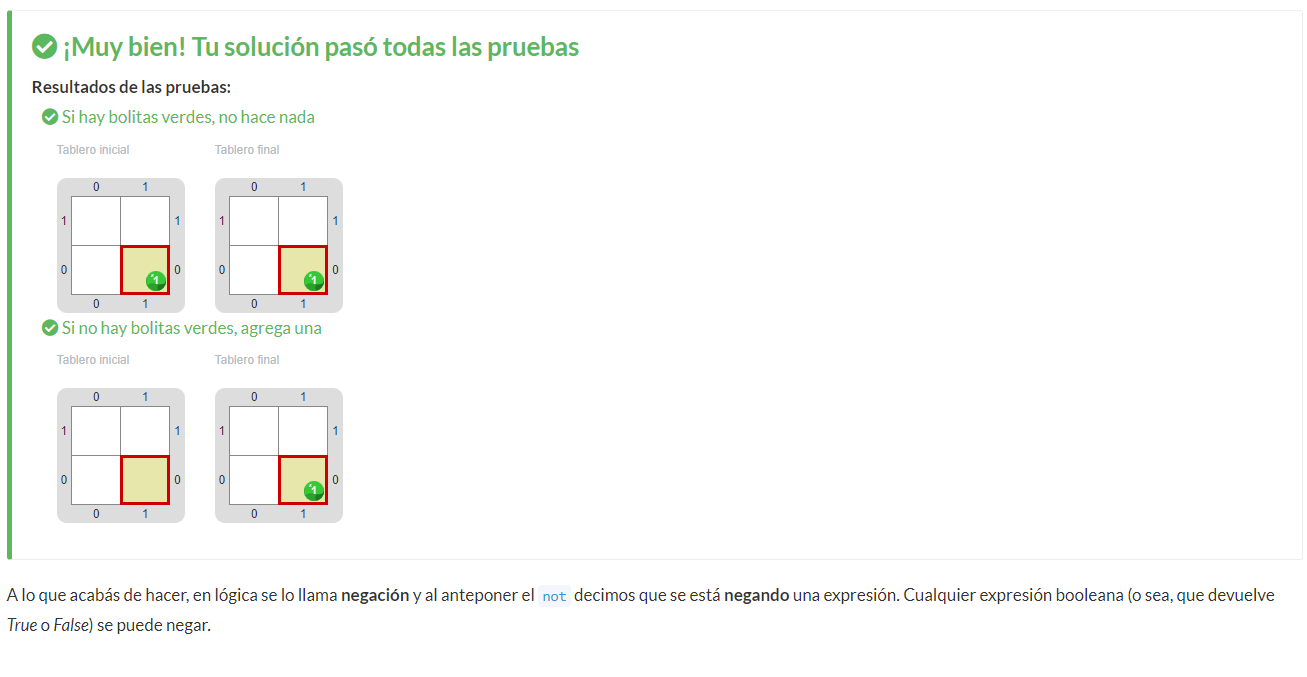 ¡Muy bien! Tu solución pasó todas las pruebas
Resultados de las pruebas:
Si hay bolitas verdes, no hace nada
Tablero inicial Tablero final
0 1 0 1
1 1 1 1
0 1 0 1 0
0 1 0 1
Si no hay bolitas verdes, agrega una
Tablero inicial Tablero final
0 1 0 1
1 1 1 1
0 0 0 1 0
0 1 0 1
A lo que acabás de hacer, en lógica se lo llama negación y al anteponer el not decimos que se está negando una expresión. Cualquier expresión booleana (o sea, que devuelve
True o False) se puede negar.